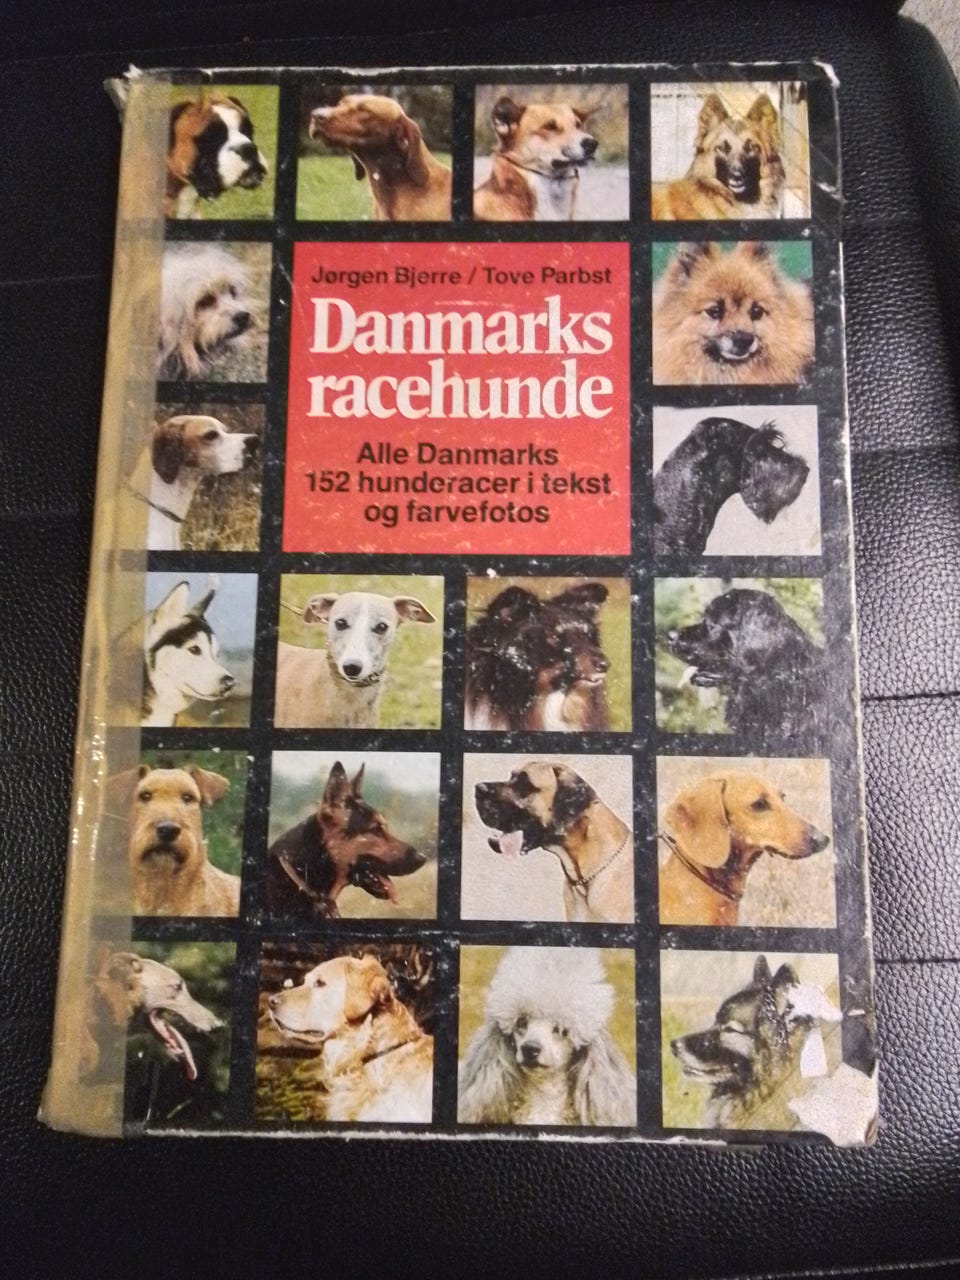 Jørgen Bjerre / Tove Parbst
Danmarks
racehunde
Alle Danmarks
152 hunderacer i tekst
og farvefotos